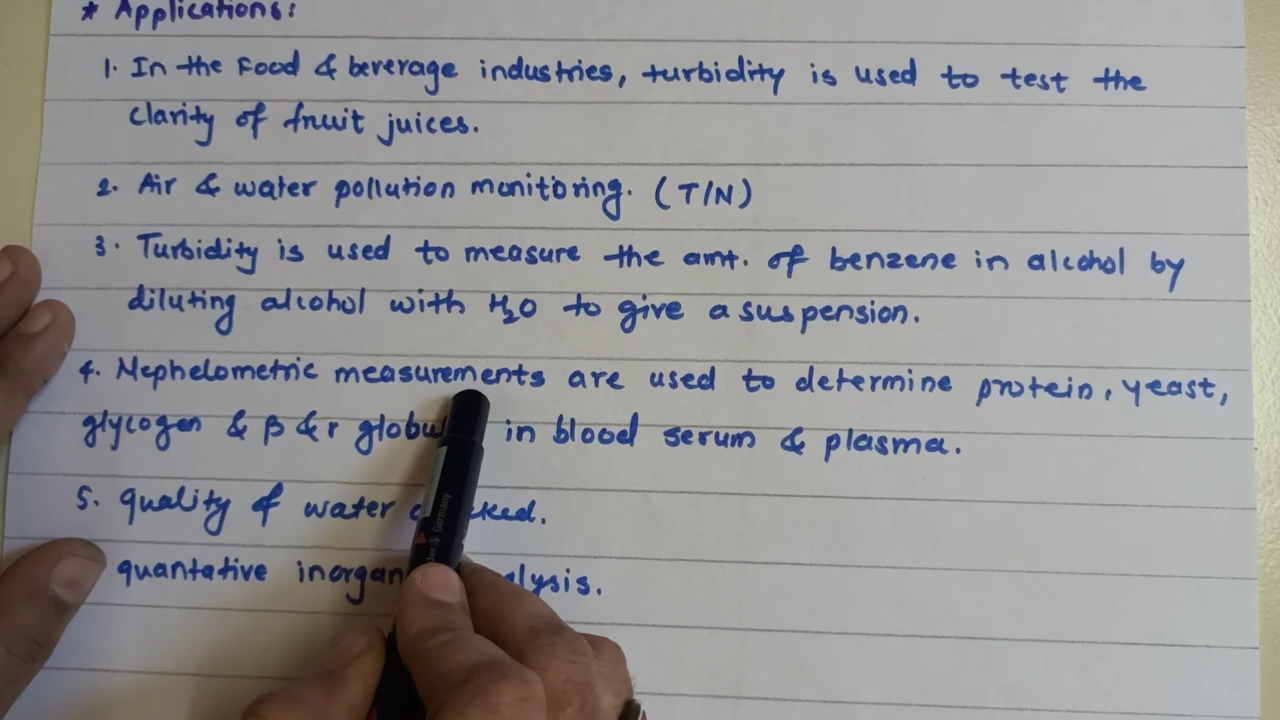 * Applications:
1. In the Food & beverage industries, turbidity is used to test the
clarity of fruit juices.
2. Air & water pollution monitoring. (T/N)
3. Turbidity is used to measure the amt. of benzene in alcohol by
diluting alcohol with H₂O to give a suspension.
4. Nephelometric measurements are used to determine protein, yeast,
glycogen & β & r in blood serum & plasma.
5. quality of water
quantative
Germany